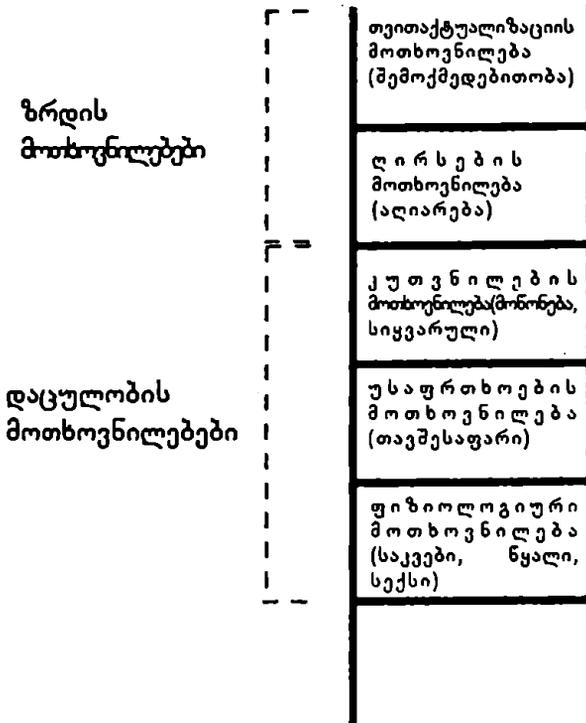 თვითაქტუალიზაციის
მოთხოვნილება
(შემოქმედებითობა)
ზრდის
მოთხოვნილებები
ღირსების
მოთხოვნილება
(აღიარება)
კუთვნილების
მოთხოვნილება(მოწონება,
სიყვარული)
დაცულობის
მოთხოვნილებები
უსაფრთხოების
მოთხოვნილება
(თავშესაფარი)
ფიზიოლოგიური
მოთხოვნილება
(საკვები, წყალი,
სექსი)